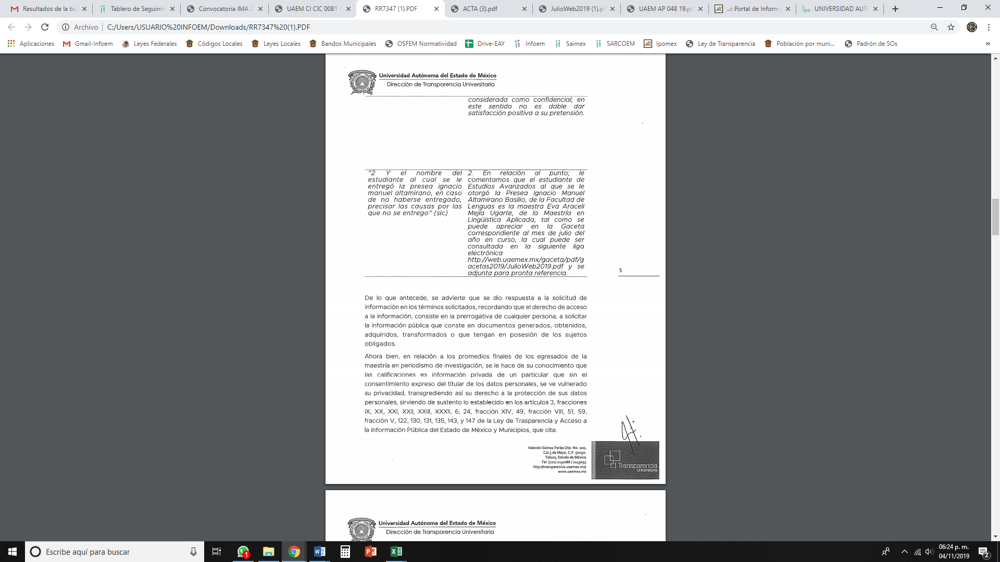 Resultados de la bú
Tablero de Seguimie
Convocatoria IMA 2
UAEM CI CIC 0081 1
RR7347 (1).PDF
ACTA (3).pdf
JulioWeb2019 (1).pd
UAEM AP 048 19.pd
..:: Portal de Informa
UNIVERSIDAD AUTÓ
Archivo
C:/Users/USUARIO%20INFOEM/Downloads/RR7347%20(1).PDF
Aplicaciones
Gmail-Infoem
Leyes Federales
Códigos Locales
Leyes Locales
Bandos Municipales
OSFEM Normatividad
Drive-EAY
Infoem
Saimex
SARCOEM
Ipomex
Ley de Transparencia
Población por muni...
Padrón de SOs
Universidad Autónoma del Estado de México
Dirección de Transparencia Universitaria
considerada como confidencial; en
este sentido no es dable dar
satisfacción positiva a su pretensión.
"2 Y el nombre del
estudiante al cual se le
entregó la presea ignacio
manuel altamirano, en caso
de no haberse entregado,
precisar las causas por las
que no se entrego" (sic)
2. En relación al punto; le
comentamos que el estudiante de
Estudios Avanzados al que se le
otorgó la Presea Ignacio Manuel
Altamirano Basilio, de la Facultad de
Lenguas es la maestra Eva Araceli
Mejía Ugarte, de la Maestría en
Lingüística Aplicada, tal como se
puede apreciar en la Gaceta
correspondiente al mes de julio del
año en curso, la cual puede ser
consultada en la siguiente liga
electrónica
http://web.uaemex.mx/gaceta/pdf/g
acetas2019/JulioWeb2019.pdf y se
adjunta para pronta referencia.
5
De lo que antecede, se advierte que se dio respuesta a la solicitud de
información en los términos solicitados, recordando que el derecho de acceso
a la información, consiste en la prerrogativa de cualquier persona, a solicitar
la información pública que conste en documentos generados, obtenidos,
adquiridos, transformados o que tengan en posesión de los sujetos
obligados.
Ahora bien, en relación a los promedios finales de los egresados de la
maestría en periodismo de investigación, se le hace de su conocimiento que
las calificaciones es información privada de un particular que sin el
consentimiento expreso del titular de los datos personales, se ve vulnerado
su privacidad, transgrediendo así su derecho a la protección de sus datos
personales, sirviendo de sustento lo establecido en los artículos 3, fracciones
IX, XX, XXI, XXII, XXIII, XXXII, 6, 24, fracción XIV, 49, fracción VIII, 51, 59,
fracción V, 122, 130, 131, 135, 143, y 147 de la Ley de Trasparencia y Acceso a
la Información Pública del Estado de México y Municipios, que cita:
Valentín Gómez Farías Ote. No. 200,
Col.5 de Mayo. C.P. 50090.
Toluca, Estado de México
Tel. (722) 2131086 / 2143055
http://transparencia.uaemex.mx/
www.uaemex.mx
Transparencia
Universitaria
Universidad Autónoma del Estado de México
Dirección de Transparencia Universitaria
Escribe aquí para buscar
1
06:24 p. m.
04/11/2019
2